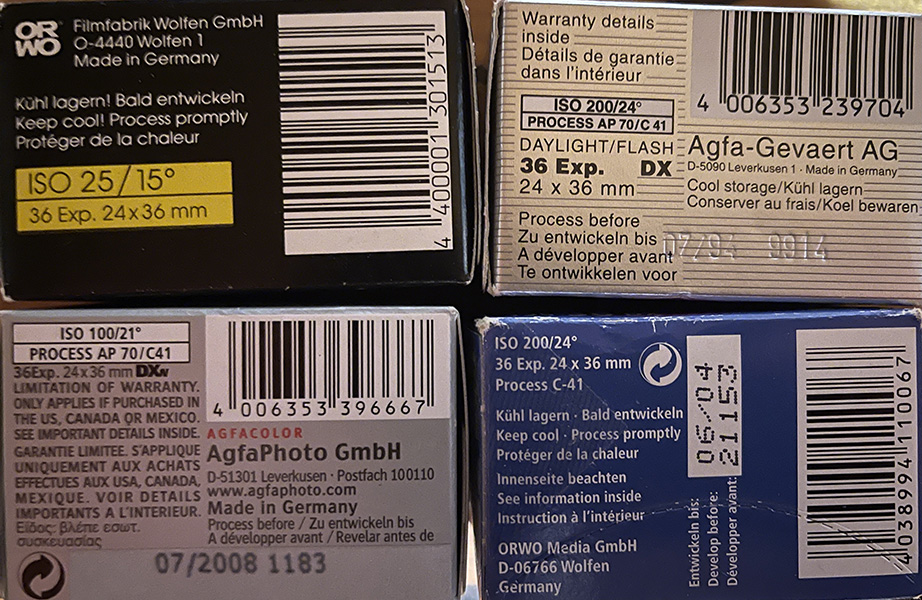 ORWO
Filmfabrik Wolfen GmbH
O-4440 Wolfen 1
Made in Germany
Kühl lagern! Bald entwickeln
Keep cool! Process promptly
Protéger de la chaleur
ISO 25/15°
36 Exp. 24x36 mm
4 400001 301513
Warranty details
inside
Détails de garantie
dans l'intérieur
ISO 200/24°
PROCESS AP 70/C 41
DAYLIGHT/FLASH
36 Exp. DX
24 x 36 mm
Process before
Zu entwickeln bis
A développer avant
Te ontwikkelen voor
07/94 9914
4 006353 239704
Agfa-Gevaert AG
D-5090 Leverkusen 1 · Made in Germany
Cool storage/Kühl lagern
Conserver au frais/Koel bewaren
ISO 100/21°
PROCESS AP 70/C41
36Exp. 24x36 mm DXN
LIMITATION OF WARRANTY.
ONLY APPLIES IF PURCHASED IN
THE US, CANADA OR MEXICO.
SEE IMPORTANT DETAILS INSIDE.
GARANTIE LIMITEE. S'APPLIQUE
UNIQUEMENT AUX ACHATS
EFFECTUES AUX USA, CANADA,
MEXIQUE. VOIR DETAILS
IMPORTANTS A L'INTERIEUR.
Είδος: βλέπε εσωτ.
συσκευασίας
4 006353 396667
AGFACOLOR
AgfaPhoto GmbH
D-51301 Leverkusen · Postfach 100110
www.agfaphoto.com
Made in Germany
Process before / Zu entwickeln bis
A développer avant / Revelar antes de
07/2008 1183
ISO 200/24°
36 Exp. 24 x 36 mm
Process C-41
Kühl lagern · Bald entwickeln
Keep cool · Process promptly
Protéger de la chaleur
Innenseite beachten
See information inside
Instruction à l'intérieur
ORWO Media GmbH
D-06766 Wolfen
Germany
06/04
21153
Entwickeln bis:
Develop before:
Développer avant:
4 038994 110067